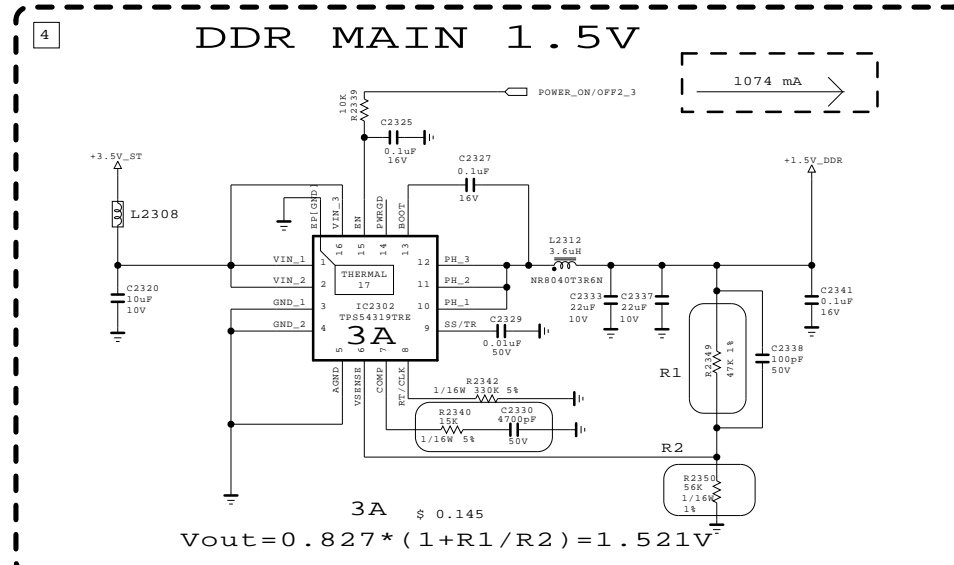 4
DDR MAIN 1.5V
1074 mA
POWER_ON/OFF2_3
10K
R2339
C2325
0.1uF
16V
C2327
0.1uF
16V
+3.5V_ST
+1.5V_DDR
L2308
EP[GND]
VIN_3
EN
PWRGD
BOOT
16
15
14
13
L2312
3.6uH
NR8040T3R6N
VIN_1
1
THERMAL
17
12
PH_3
VIN_2
2
11
PH_2
GND_1
3
IC2302
TPS54319TRE
10
PH_1
GND_2
4
3A
9
SS/TR
C2320
10uF
10V
C2329
0.01uF
50V
C2333
22uF
10V
C2337
22uF
10V
C2341
0.1uF
16V
5
6
7
8
AGND
VSENSE
COMP
RT/CLK
R1
R2349
47K 1%
C2338
100pF
50V
R2342
1/16W 330K 5%
R2340
15K
1/16W 5%
C2330
4700pF
50V
R2
R2350
56K
1/16W
1%
3A
$ 0.145
Vout=0.827*(1+R1/R2)=1.521V